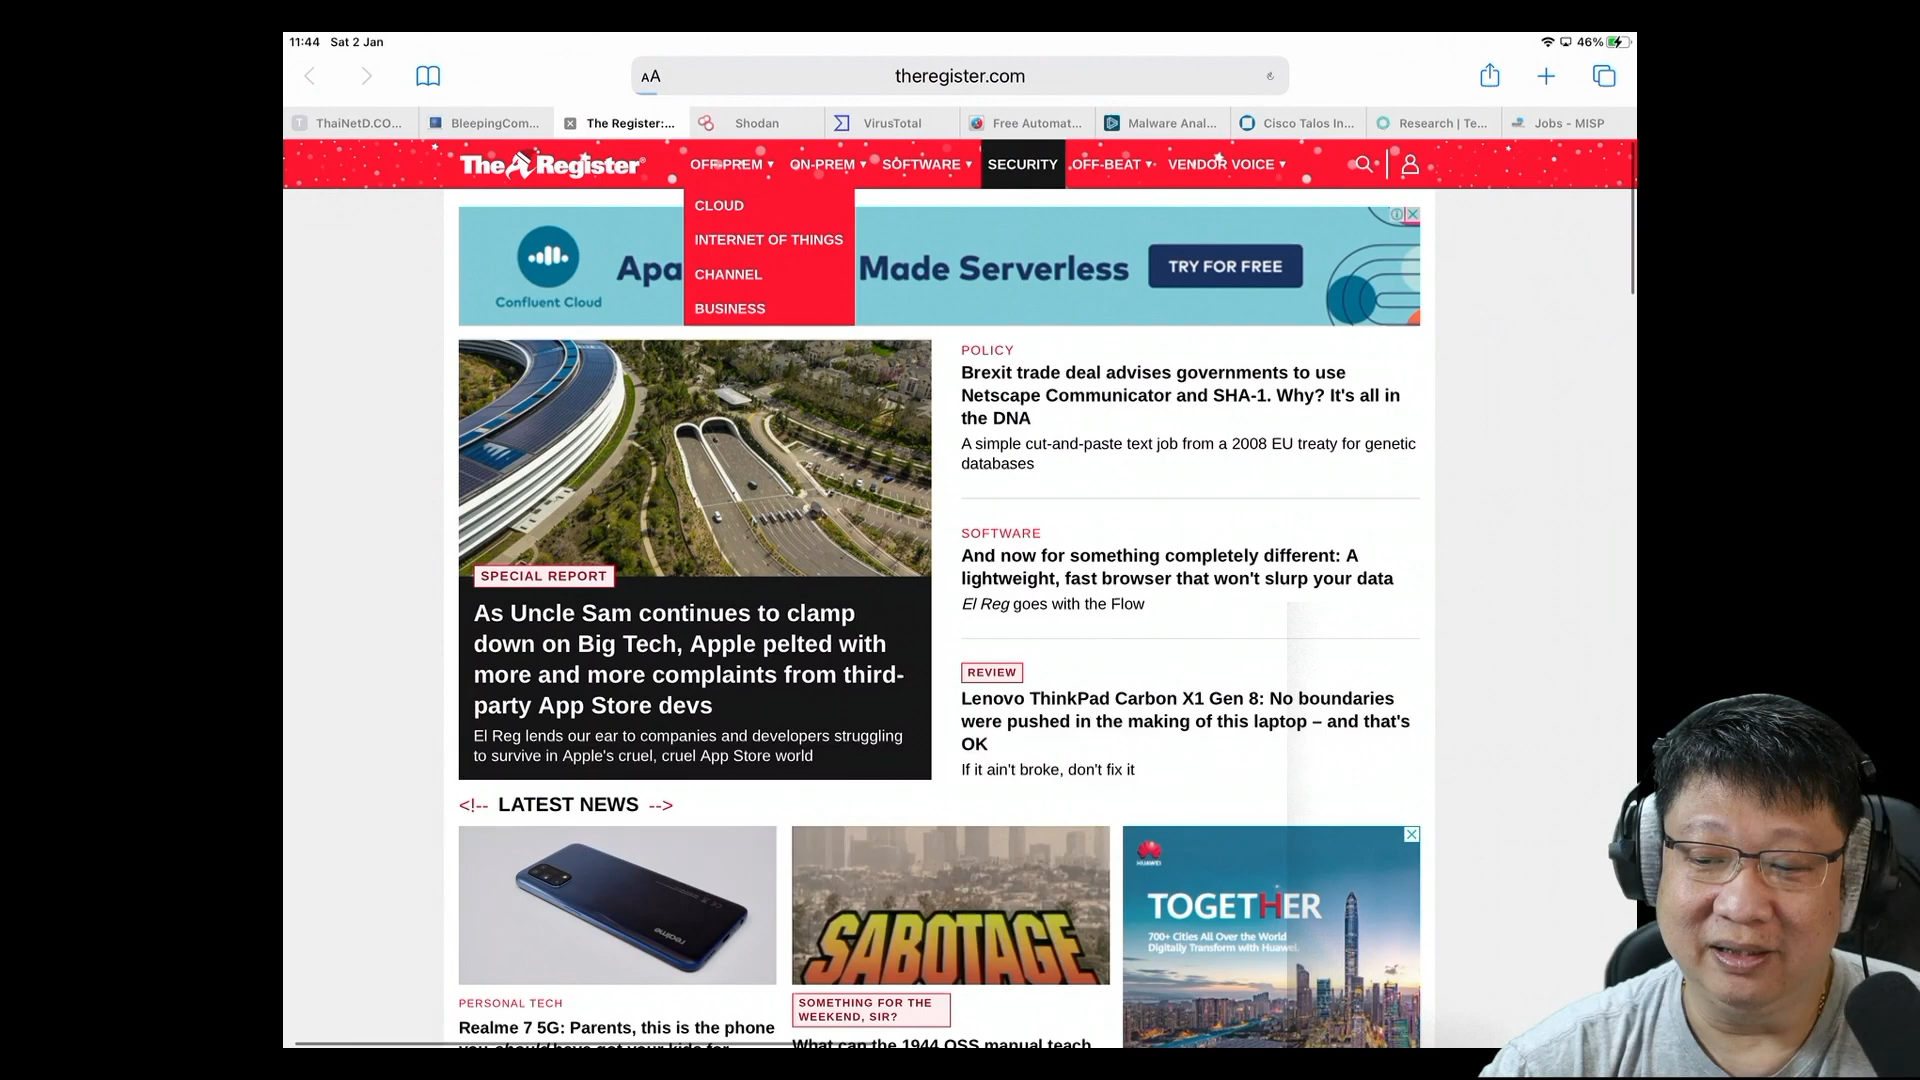 11:44 Sat 2 Jan
46%
AA
theregister.com
ThaiNetD.CO...
BleepingCom...
The Register:...
Shodan
VirusTotal
Free Automat...
Malware Anal...
Cisco Talos In...
Research | Te...
Jobs - MISP
The Register
OFF-PREM
ON-PREM
SOFTWARE
SECURITY
OFF-BEAT
VENDOR VOICE
CLOUD
INTERNET OF THINGS
CHANNEL
BUSINESS
Confluent Cloud
Apa
Made Serverless
TRY FOR FREE
SPECIAL REPORT
As Uncle Sam continues to clamp
down on Big Tech, Apple pelted with
more and more complaints from third-
party App Store devs
El Reg lends our ear to companies and developers struggling
to survive in Apple's cruel, cruel App Store world
POLICY
Brexit trade deal advises governments to use
Netscape Communicator and SHA-1. Why? It's all in
the DNA
A simple cut-and-paste text job from a 2008 EU treaty for genetic
databases
SOFTWARE
And now for something completely different: A
lightweight, fast browser that won't slurp your data
El Reg goes with the Flow
REVIEW
Lenovo ThinkPad Carbon X1 Gen 8: No boundaries
were pushed in the making of this laptop – and that's
OK
If it ain't broke, don't fix it
<!-- LATEST NEWS -->
realme
PERSONAL TECH
Realme 7 5G: Parents, this is the phone
you should have got your kids for
SABOTAGE
SOMETHING FOR THE
WEEKEND, SIR?
What can the 1944 OSS manual teach
HUAWEI
TOGETHER
700+ Cities All Over the World
Digitally Transform with Huawei.